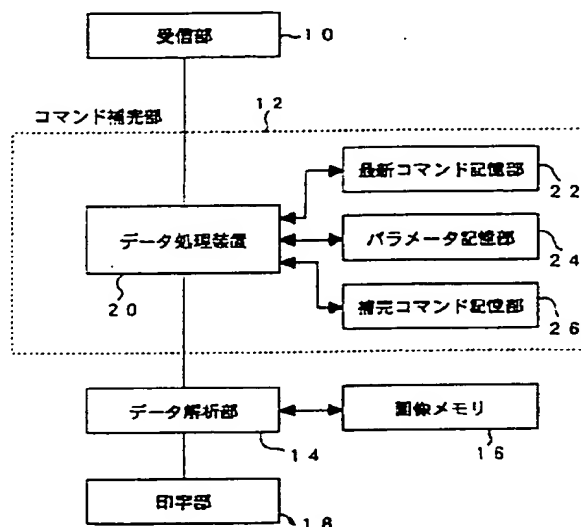 受信部
10
コマンド補完部
12
最新コマンド記憶部
22
データ処理装置
20
パラメータ記憶部
24
補完コマンド記憶部
26
データ解析部
14
画像メモリ
16
印字部
18